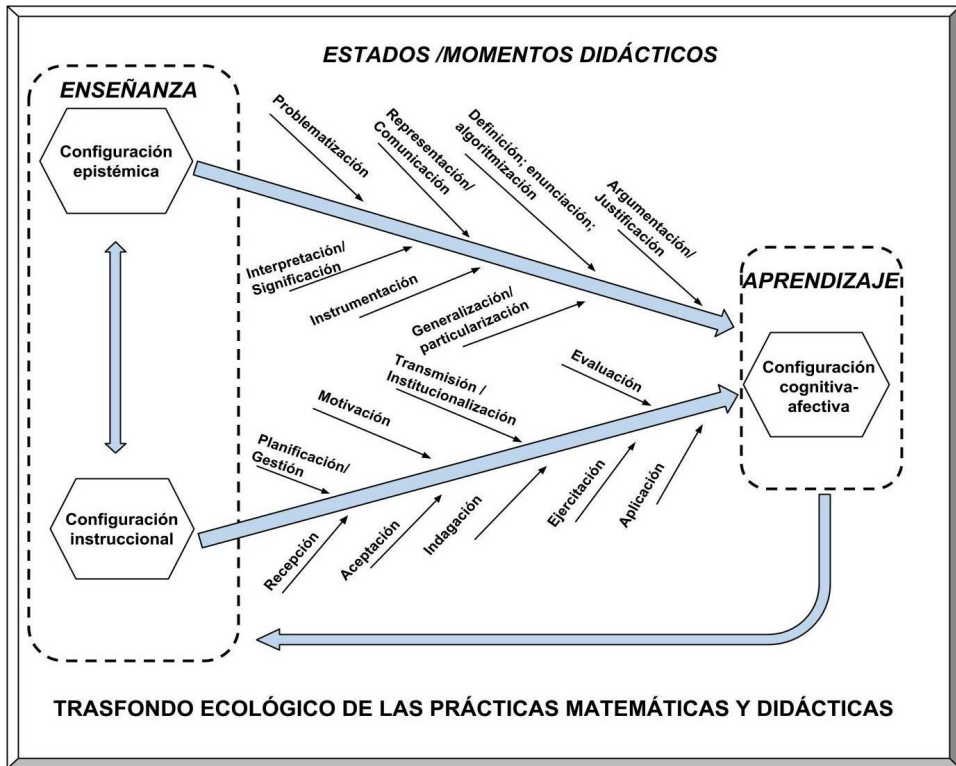 ESTADOS /MOMENTOS DIDÁCTICOS
ENSEÑANZA
Configuración
epistémica
Problematización
Representación/
Comunicación
Definición; enunciación;
algoritmización
Argumentación/
Justificación
Interpretación/
Significación
Instrumentación
Generalización/
particularización
APRENDIZAJE
Configuración
cognitiva-
afectiva
Configuración
instruccional
Planificación/
Gestión
Motivación
Transmisión /
Institucionalización
Evaluación
Recepción
Aceptación
Indagación
Ejercitación
Aplicación
TRASFONDO ECOLÓGICO DE LAS PRÁCTICAS MATEMÁTICAS Y DIDÁCTICAS